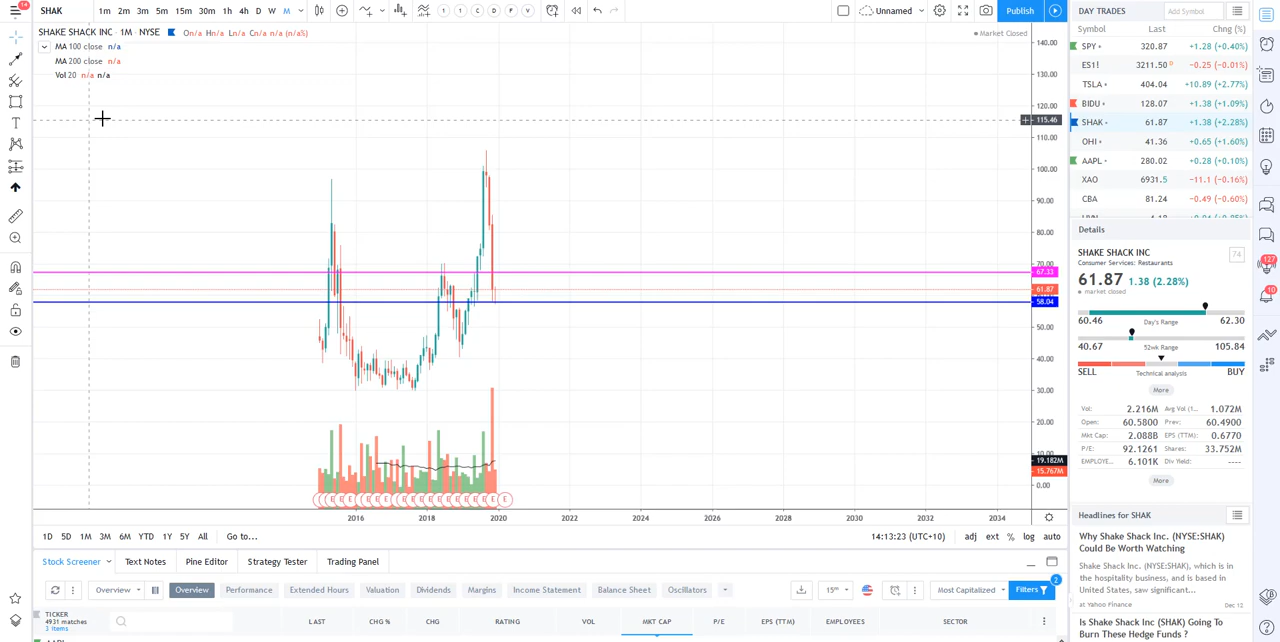 14
SHAK
1m 2m 3m 5m 15m 30m 1h 4h D W M
1 1 C D F V
Unnamed
Publish
SHAKE SHACK INC · 1M · NYSE On/a Hn/a Ln/a Cn/a n/a (n/a%)
Market Closed
MA 100 close n/a
MA 200 close n/a
Vol 20 n/a n/a
140.00
130.00
120.00
115.46
110.00
100.00
90.00
80.00
70.00
67.33
61.87
58.04
50.00
40.00
30.00
20.00
10.00
19.182M
15.767M
0.00
E E E E E E E E E E E E E E E E E E E
2016 2018 2020 2022 2024 2026 2028 2030 2032 2034
1D 5D 1M 3M 6M YTD 1Y 5Y All Go to...
14:13:23 (UTC+10) adj ext % log auto
Stock Screener Text Notes Pine Editor Strategy Tester Trading Panel
Overview Overview Performance Extended Hours Valuation Dividends Margins Income Statement Balance Sheet Oscillators
15m Most Capitalized Filters 2
TICKER
4931 matches
3 items
LAST CHG % CHG RATING VOL MKT CAP P/E EPS (TTM) EMPLOYEES SECTOR
DAY TRADES Add Symbol
Symbol Last Chng (%)
SPY 320.87 +1.28 (+0.40%)
ES1! 3211.50 D −0.25 (−0.01%)
TSLA 404.04 +10.89 (+2.77%)
BIDU 128.07 +1.38 (+1.09%)
SHAK 61.87 +1.38 (+2.28%)
OHI 41.36 +0.65 (+1.60%)
AAPL 280.02 +0.28 (+0.10%)
XAO 6931.5 −11.1 (−0.16%)
CBA 81.24 −0.49 (−0.60%)
Details
SHAKE SHACK INC 74
Consumer Services: Restaurants
61.87 1.38 (2.28%)
market closed
60.46 Day's Range 62.30
40.67 52wk Range 105.84
SELL Technical analysis BUY
More
Vol: 2.216M Avg Vol (1... 1.072M
Open: 60.5800 Prev: 60.4900
Mkt Cap: 2.088B EPS (TTM): 0.6770
P/E: 92.1261 Shares: 33.752M
EMPLOYE... 6.101K Div Yield: ----
More
Headlines for SHAK
Why Shake Shack Inc. (NYSE:SHAK)
Could Be Worth Watching
Shake Shack Inc. (NYSE:SHAK), which is in
the hospitality business, and is based in
United States, saw significant...
at Yahoo Finance Dec 12
Is Shake Shack Inc. (SHAK) Going To
Burn These Hedge Funds ?
127
10